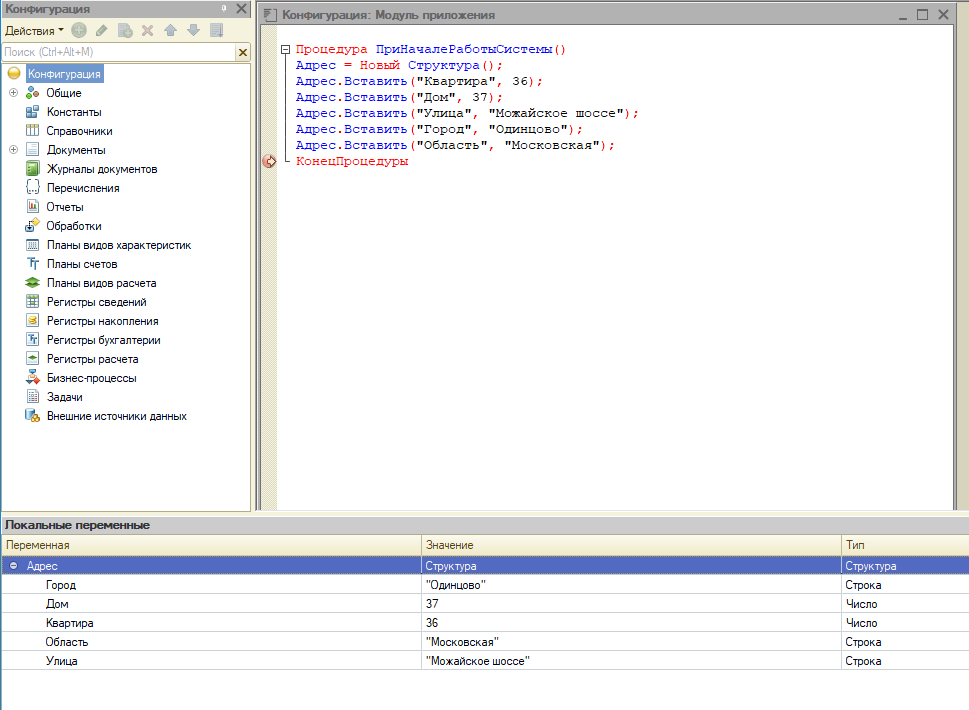 Конфигурация
Действия
Поиск (Ctrl+Alt+M)
Конфигурация
Общие
Константы
Справочники
Документы
Журналы документов
Перечисления
Отчеты
Обработки
Планы видов характеристик
Планы счетов
Планы видов расчета
Регистры сведений
Регистры накопления
Регистры бухгалтерии
Регистры расчета
Бизнес-процессы
Задачи
Внешние источники данных
Конфигурация: Модуль приложения
Процедура ПриНачалеРаботыСистемы()
Адрес = Новый Структура();
Адрес.Вставить("Квартира", 36);
Адрес.Вставить("Дом", 37);
Адрес.Вставить("Улица", "Можайское шоссе");
Адрес.Вставить("Город", "Одинцово");
Адрес.Вставить("Область", "Московская");
КонецПроцедуры
Локальные переменные
Переменная Значение Тип
Адрес Структура Структура
Город "Одинцово" Строка
Дом 37 Число
Квартира 36 Число
Область "Московская" Строка
Улица "Можайское шоссе" Строка